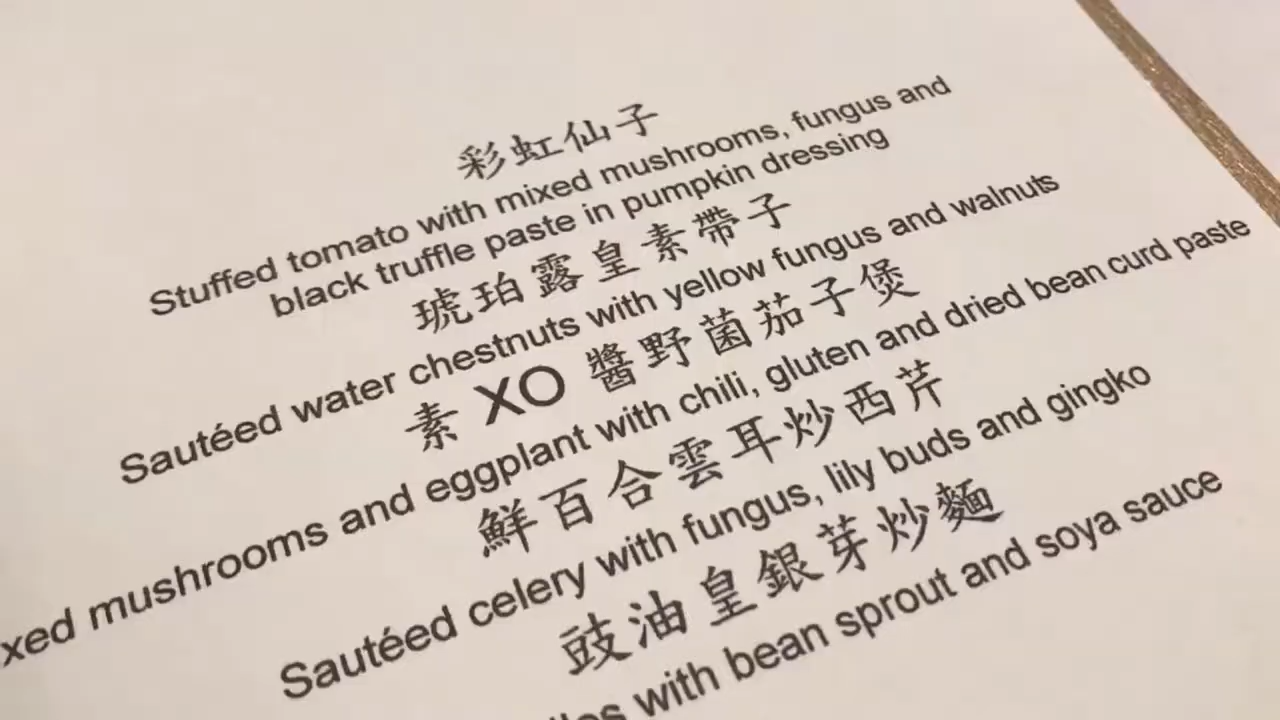 彩虹仙子
Stuffed tomato with mixed mushrooms, fungus and
black truffle paste in pumpkin dressing
琥珀露皇素帶子
Sautéed water chestnuts with yellow fungus and walnuts
素 XO 醬野菌茄子煲
mushrooms and eggplant with chili, gluten and dried bean curd paste
鮮百合雲耳炒西芹
Sautéed celery with fungus, lily buds and gingko
豉油皇銀芽炒麵
with bean sprout and soya sauce